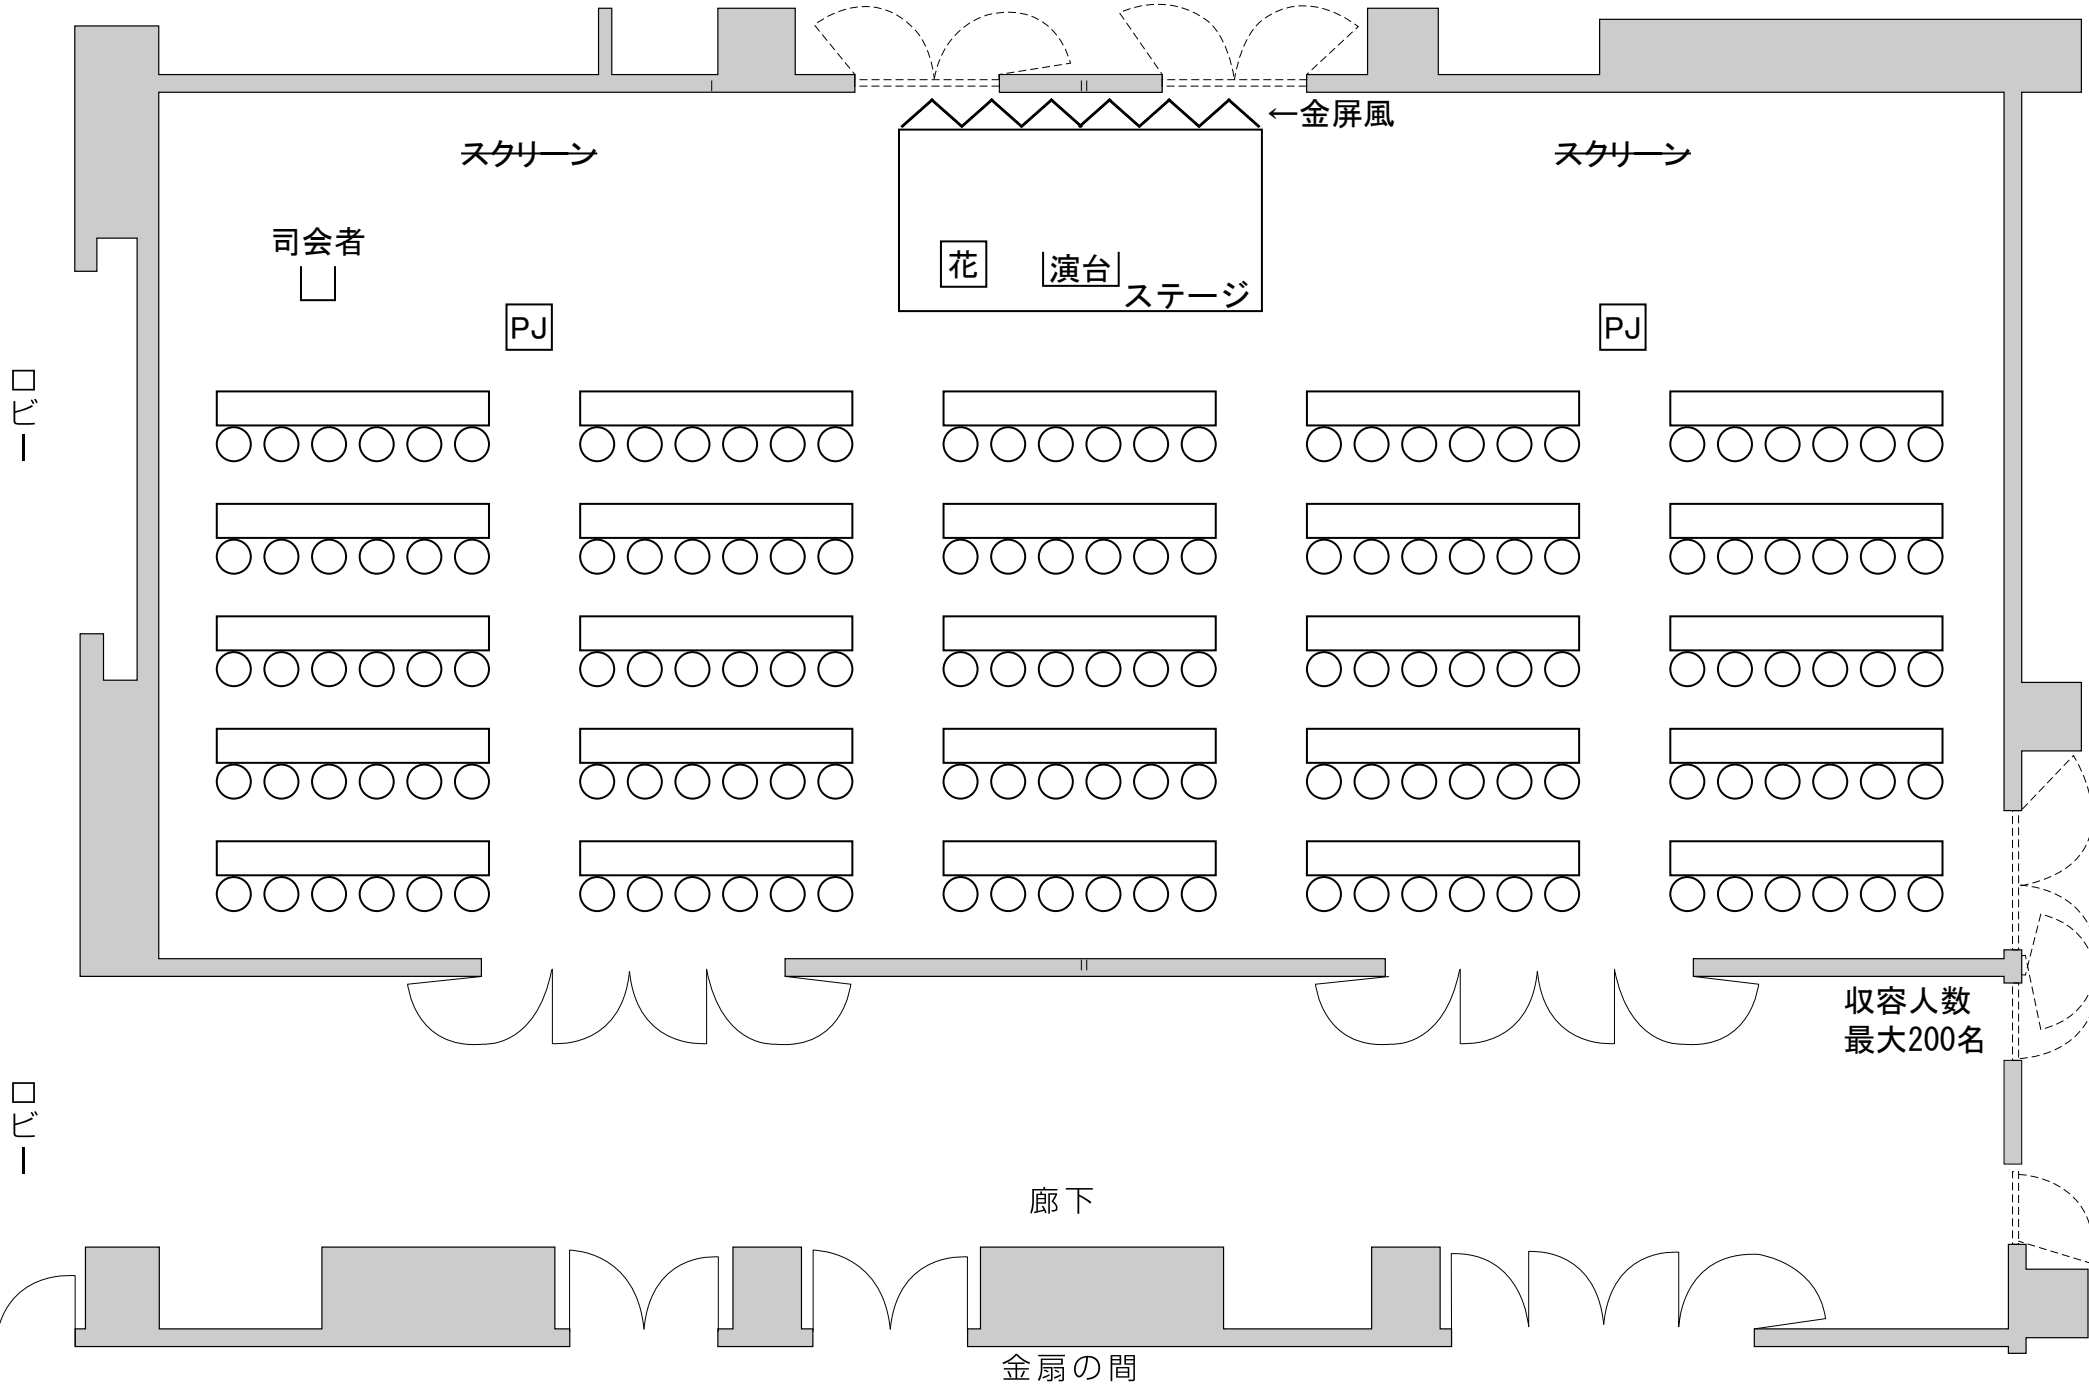 ←金屏風
スクリーン
スクリーン
司会者
花
演台
ステージ
PJ
PJ
ロビー
収容人数
最大200名
ロビー
廊下
金扇の間